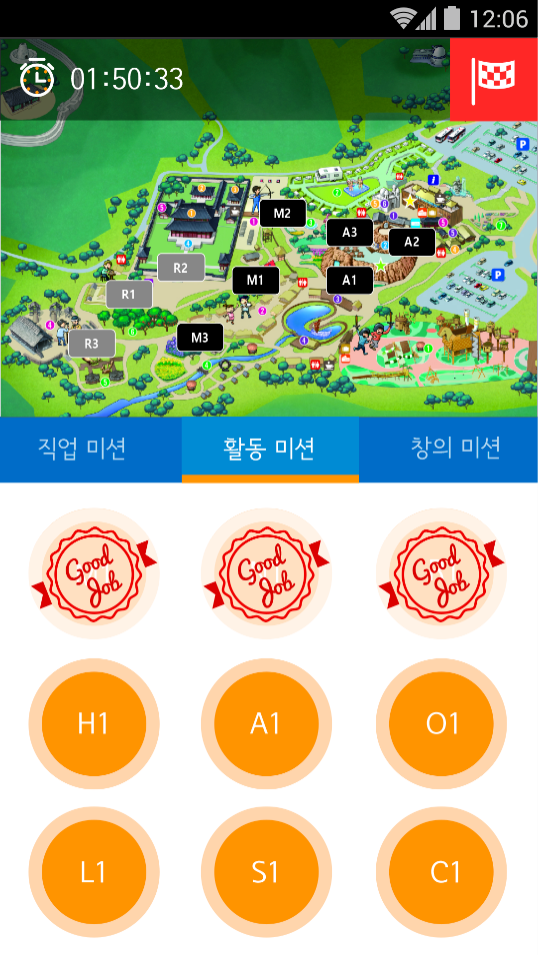 12:06
01:50:33
P
i
M2
A3
A2
R2
M1
A1
P
R1
M3
R3
직업 미션
활동 미션
창의 미션
Good Job
Good Job
Good Job
H1
A1
O1
L1
S1
C1